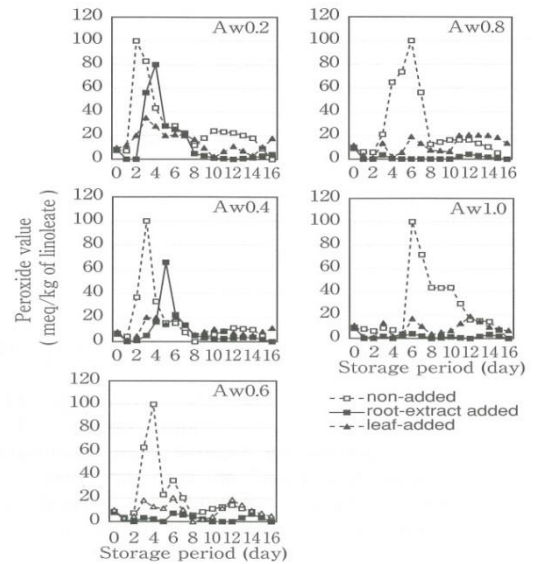 Peroxide value
( meq/kg of linoleate )
Aw0.2
120
100
80
60
40
20
0
0 2 4 6 8 10 12 14 16
Aw0.8
120
100
80
60
40
20
0
0 2 4 6 8 10 12 14 16
Aw0.4
120
100
80
60
40
20
0
0 2 4 6 8 10 12 14 16
Aw1.0
120
100
80
60
40
20
0
0 2 4 6 8 10 12 14 16
Storage period (day)
Aw0.6
120
100
80
60
40
20
0
0 2 4 6 8 10 12 14 16
Storage period (day)
non-added
root-extract added
leaf-added